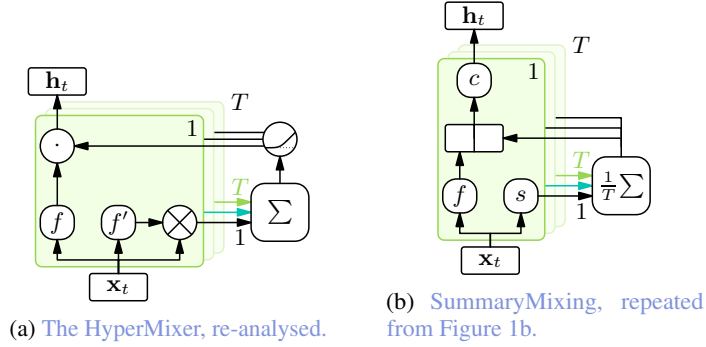 h_t
T
1
·
f
f′
⊗
T
1
∑
x_t
(a) The HyperMixer, re-analysed.
h_t
T
1
c
f
s
T
1
1/T ∑
x_t
(b) SummaryMixing, repeated
from Figure 1b.